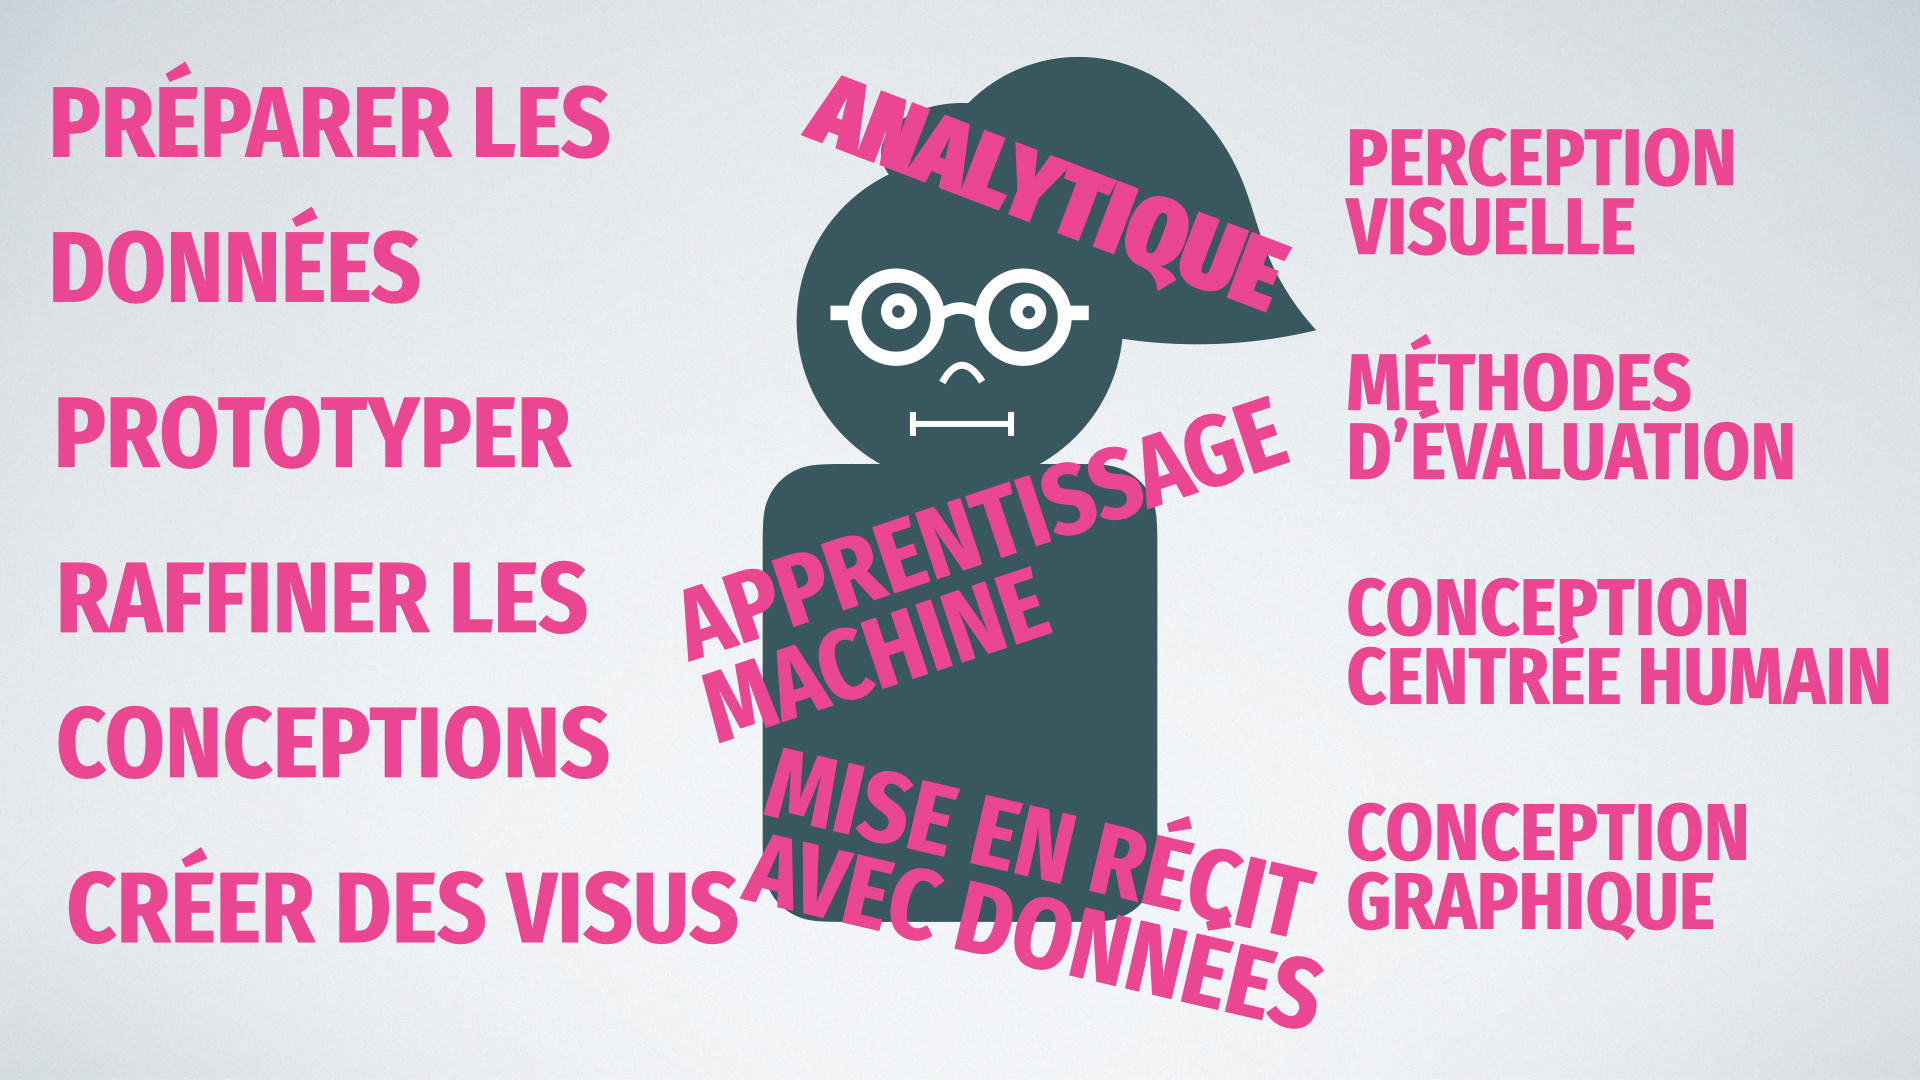 PRÉPARER LES
DONNÉES
PROTOTYPER
RAFFINER LES
CONCEPTIONS
CRÉER DES VISUS
ANALYTIQUE
APPRENTISSAGE
MACHINE
MISE EN RÉCIT
AVEC DONNÉES
PERCEPTION
VISUELLE
MÉTHODES
D’ÉVALUATION
CONCEPTION
CENTRÉE HUMAIN
CONCEPTION
GRAPHIQUE